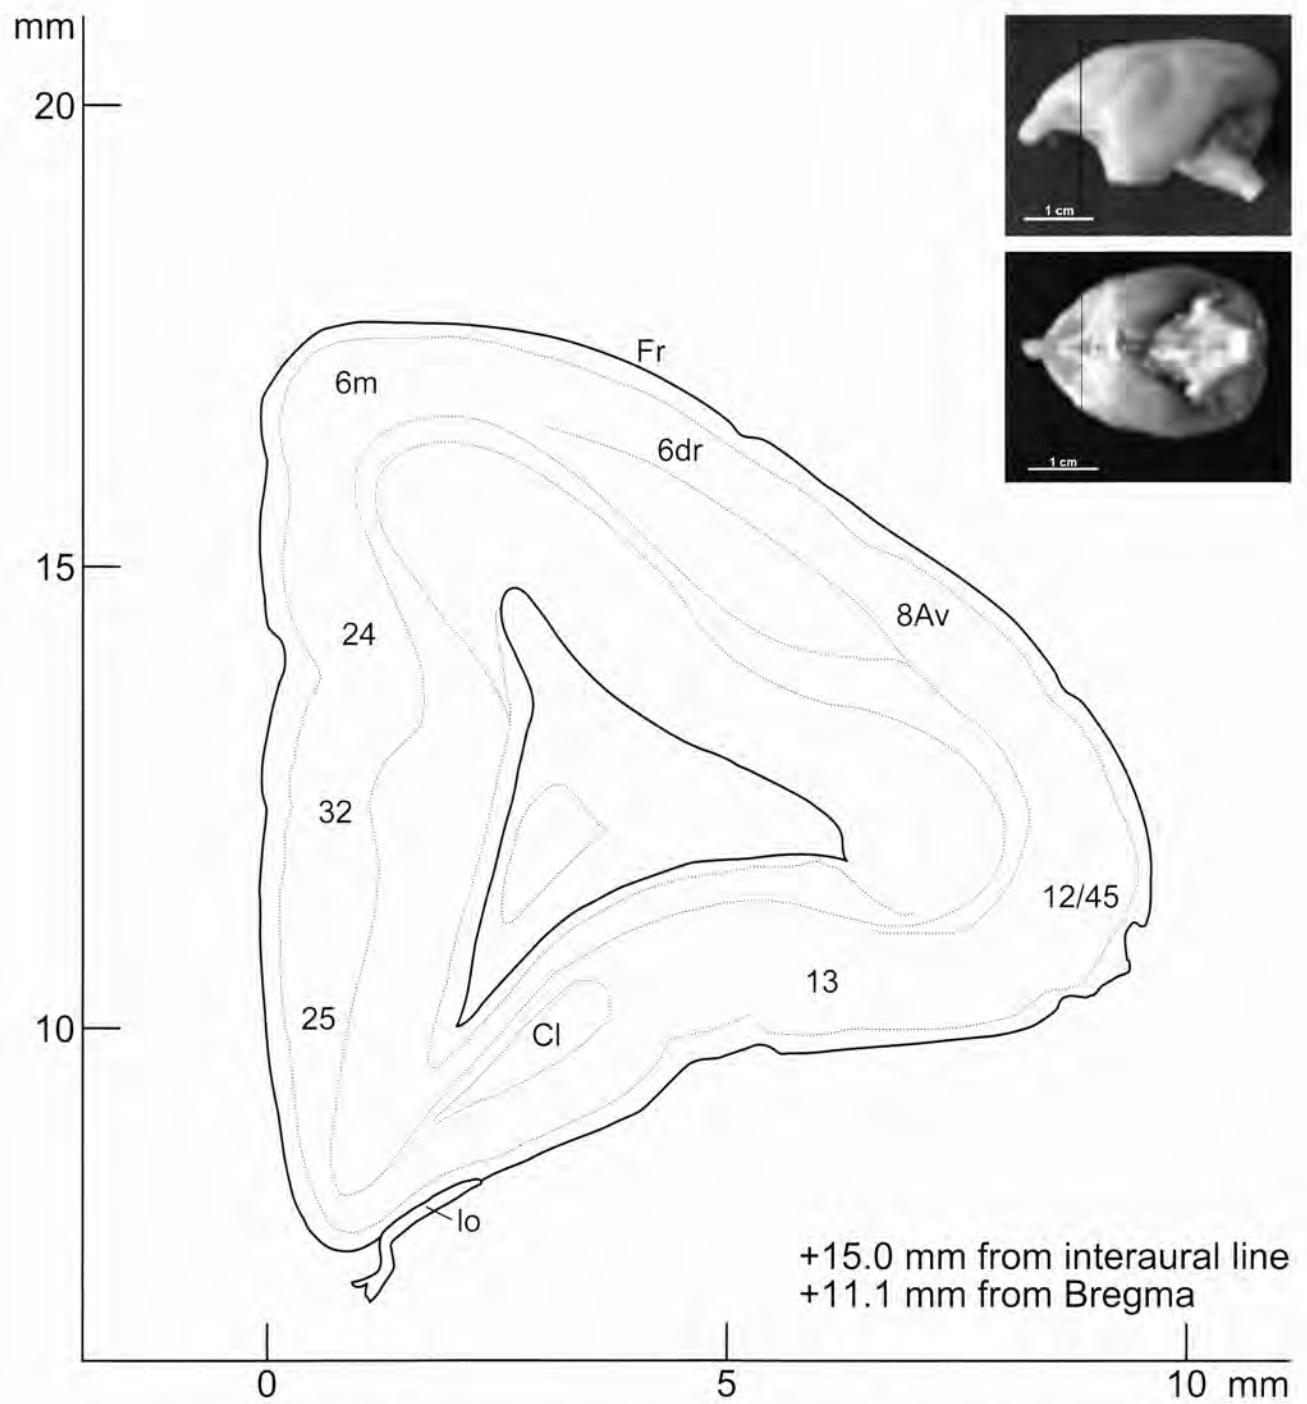 mm
20
15
10
1 cm
1 cm
Fr
6m
6dr
8Av
24
32
12/45
13
25
Cl
lo
+15.0 mm from interaural line
+11.1 mm from Bregma
0
5
10 mm